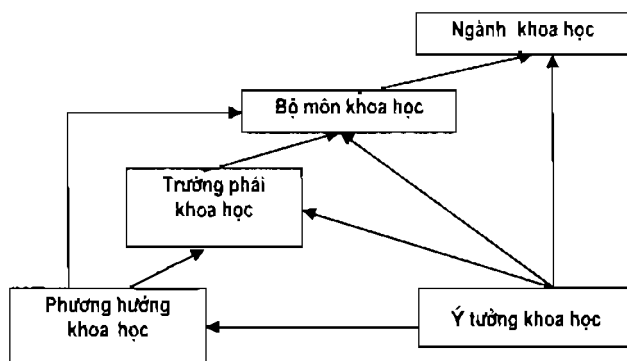 Ngành khoa học
Bộ môn khoa học
Trường phái
khoa học
Phương hướng
khoa học
Ý tưởng khoa học